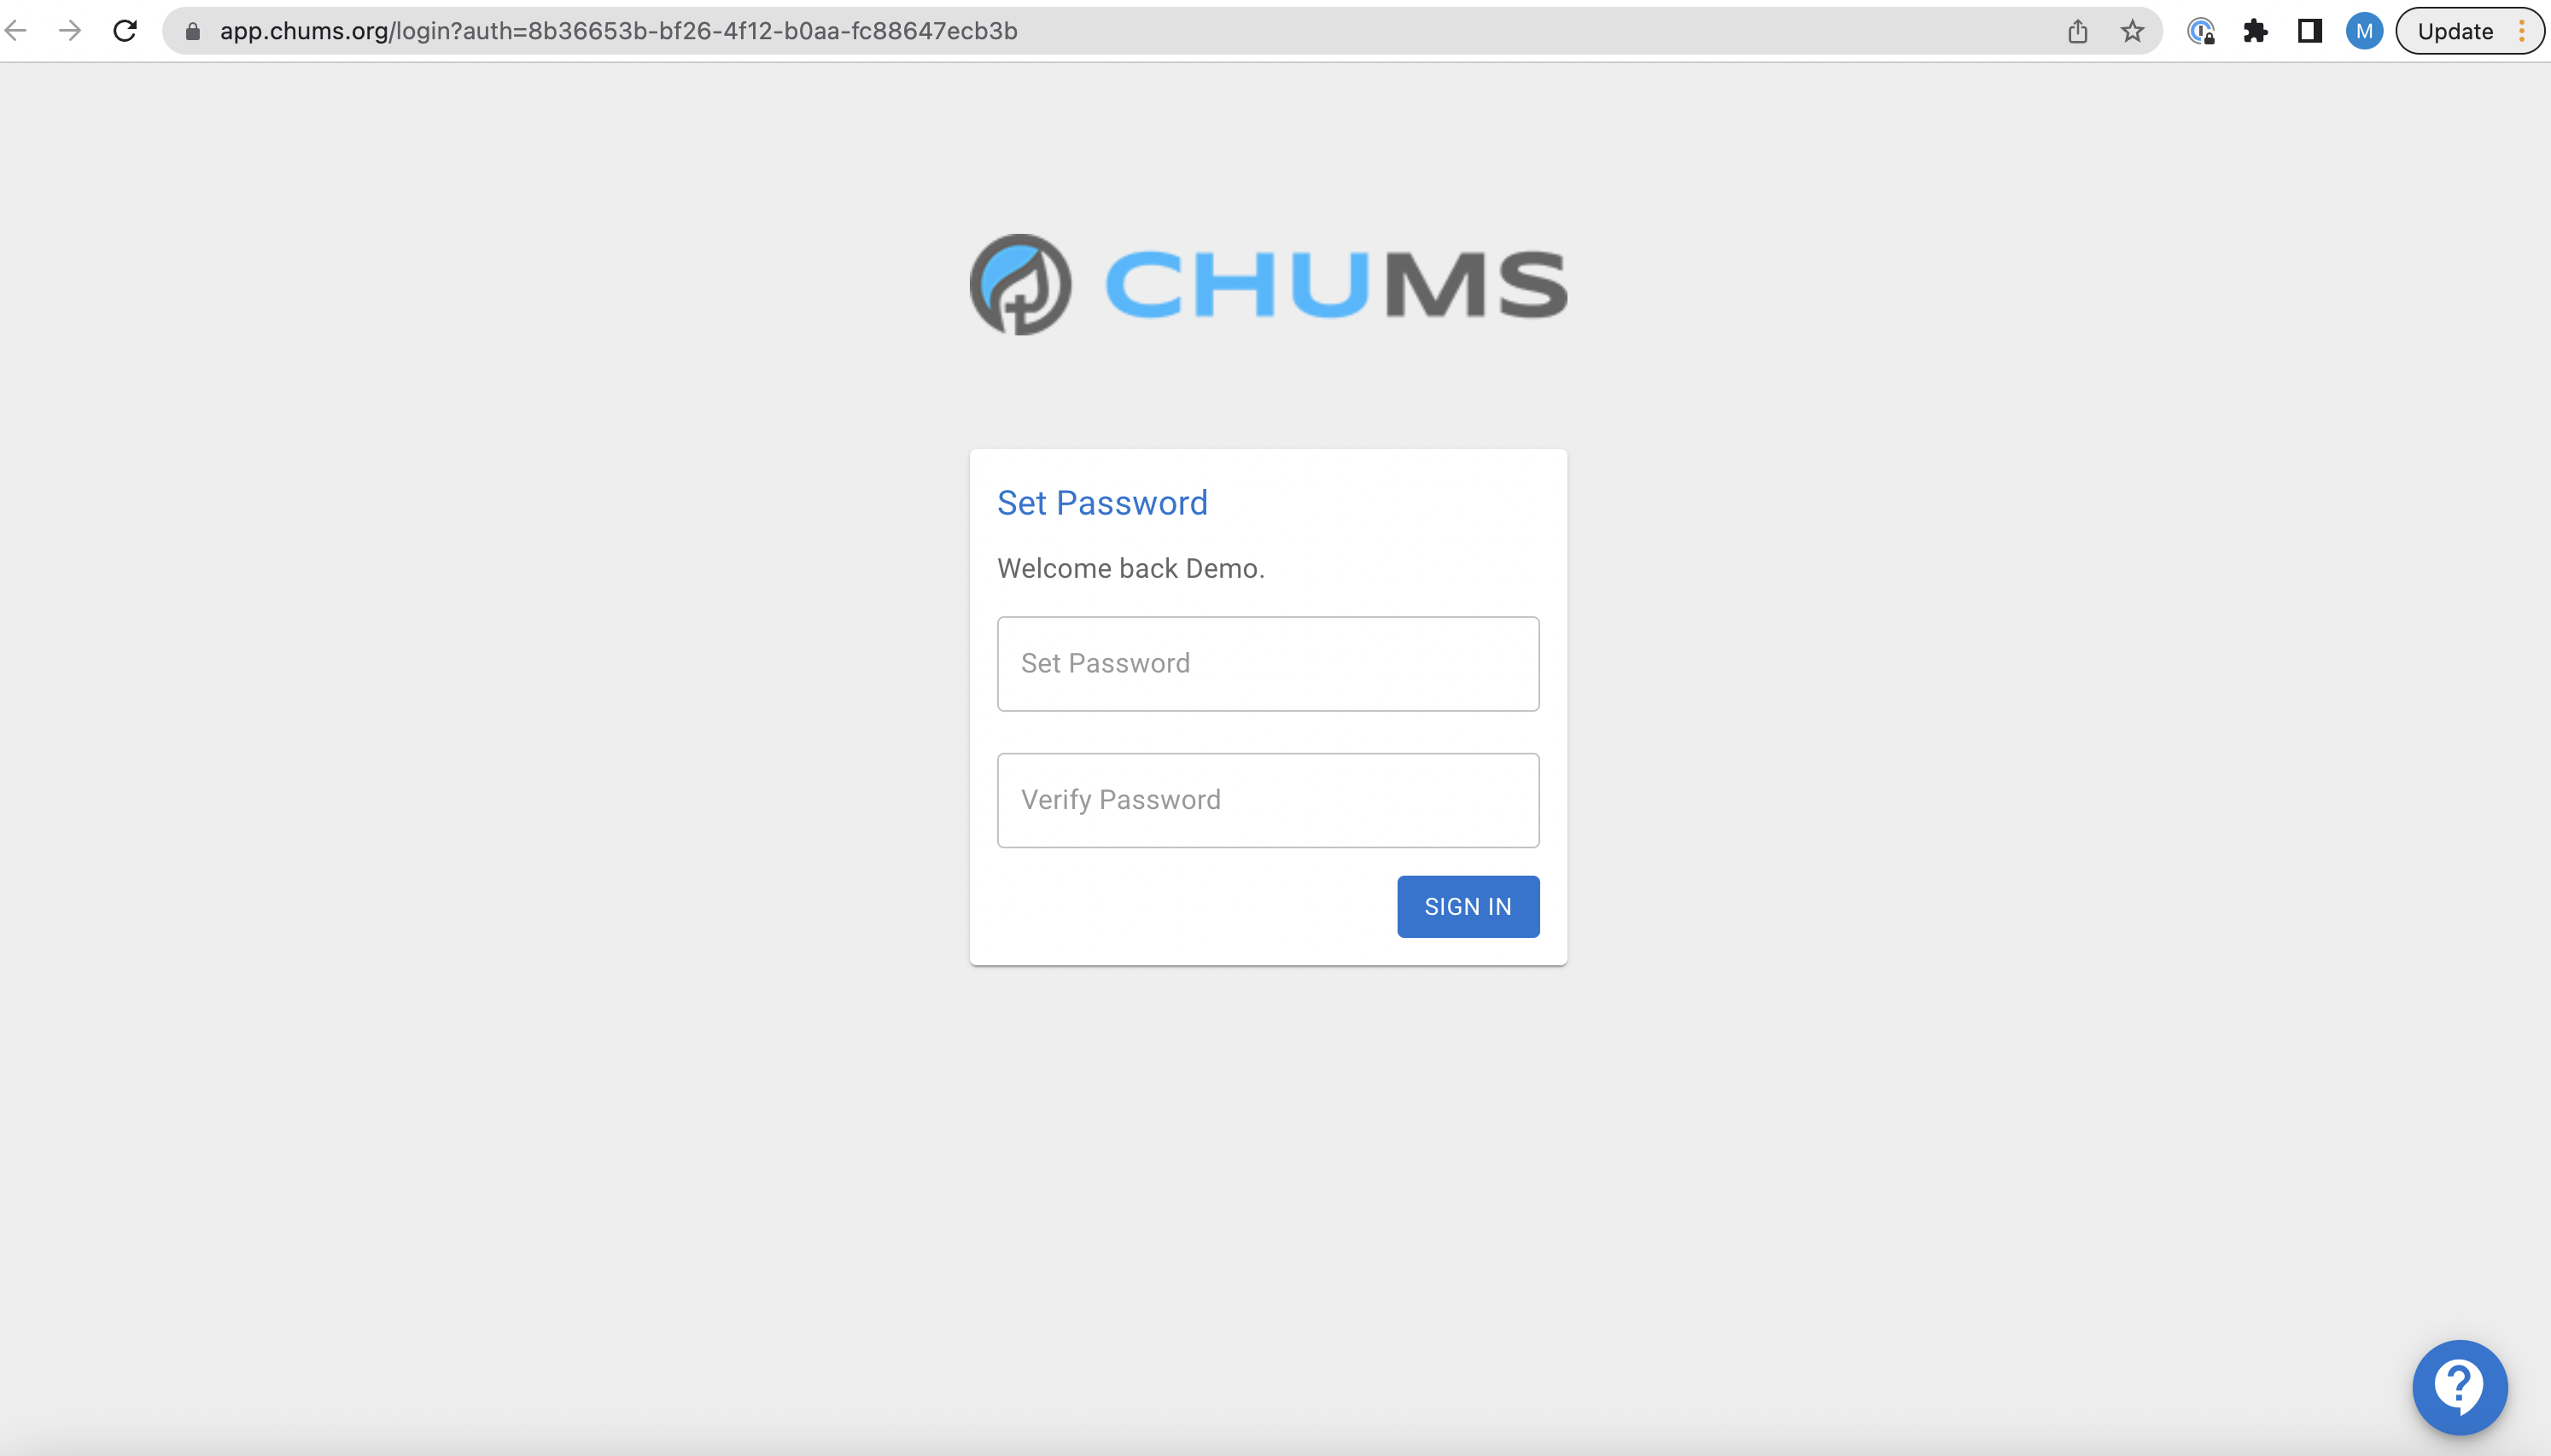 app.chums.org/login?auth=8b36653b-bf26-4f12-b0aa-fc88647ecb3b
M
Update
CHUMS
Set Password
Welcome back Demo.
Set Password
Verify Password
SIGN IN